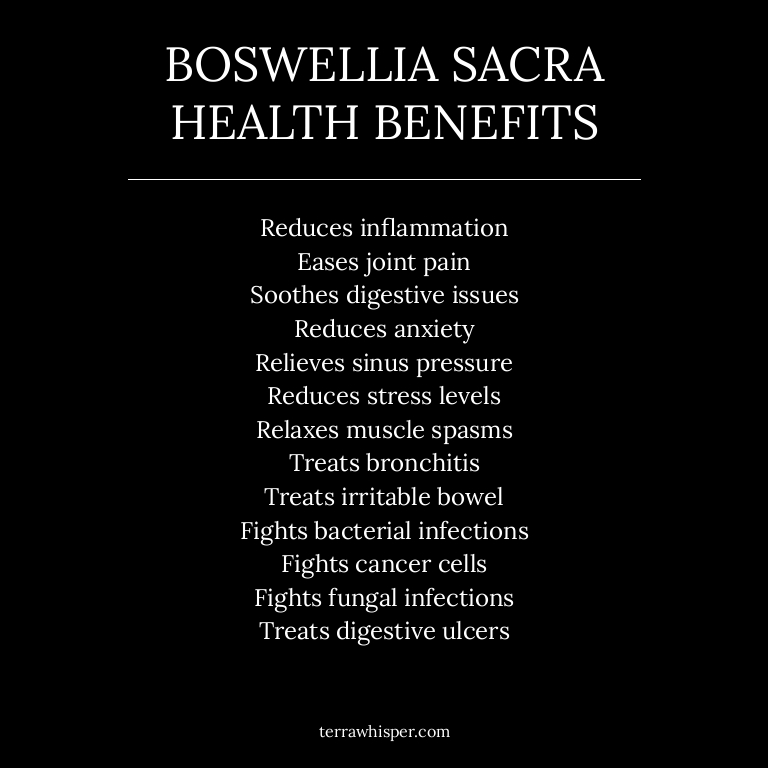 BOSWELLIA SACRA
HEALTH BENEFITS
Reduces inflammation
Eases joint pain
Soothes digestive issues
Reduces anxiety
Relieves sinus pressure
Reduces stress levels
Relaxes muscle spasms
Treats bronchitis
Treats irritable bowel
Fights bacterial infections
Fights cancer cells
Fights fungal infections
Treats digestive ulcers
terrawhisper.com